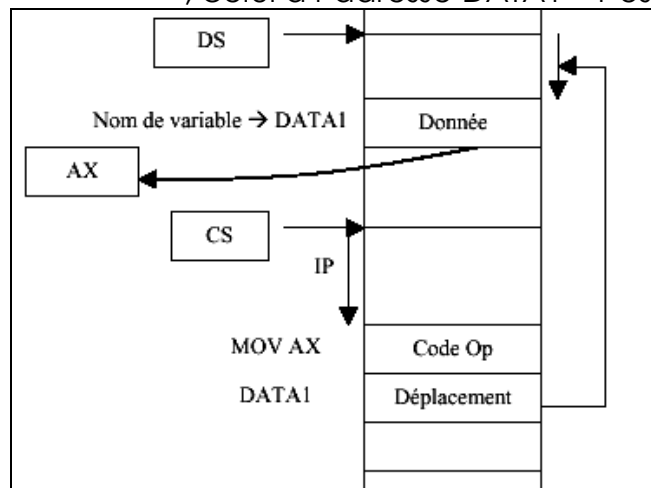 DS
Nom de variable → DATA1
Donnée
AX
CS
IP
MOV AX
Code Op
DATA1
Déplacement